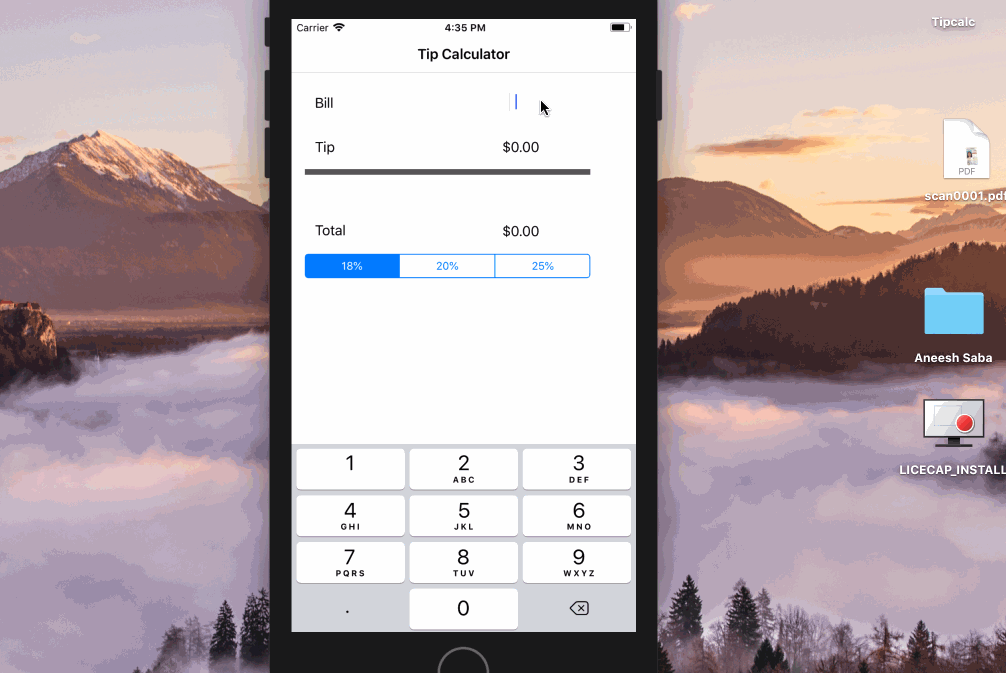 Carrier
4:35 PM
Tip Calculator
Bill
Tip
$0.00
Total
$0.00
18%
20%
25%
1
2
ABC
3
DEF
4
GHI
5
JKL
6
MNO
7
PQRS
8
TUV
9
WXYZ
.
0
Tipcalc
PDF
scan0001.pdf
Aneesh Saba
LICECAP_INSTALL